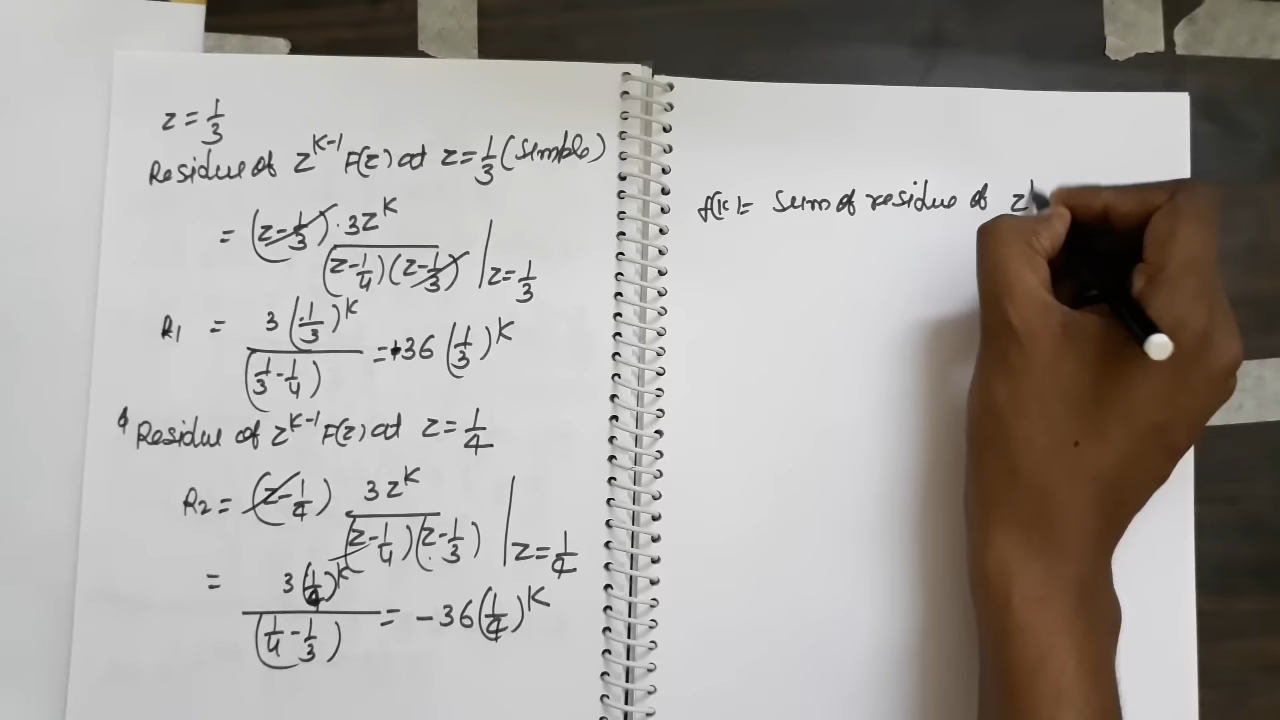 z = 1/3
Residue of z^{K-1} F(z) at z = 1/3 (Simple)
= (z - 1/3) · 3z^K / (z - 1/4)(z - 1/3) | z = 1/3
R1 = 3(1/3)^K / (1/3 - 1/4) = +36 (1/3)^K
Residue of z^{K-1} F(z) at z = 1/4
R2 = (z - 1/4) 3z^K / (z - 1/4)(z - 1/3) | z = 1/4
= 3(1/4)^K / (1/4 - 1/3) = -36 (1/4)^K
f(k) = Sum of residue of z